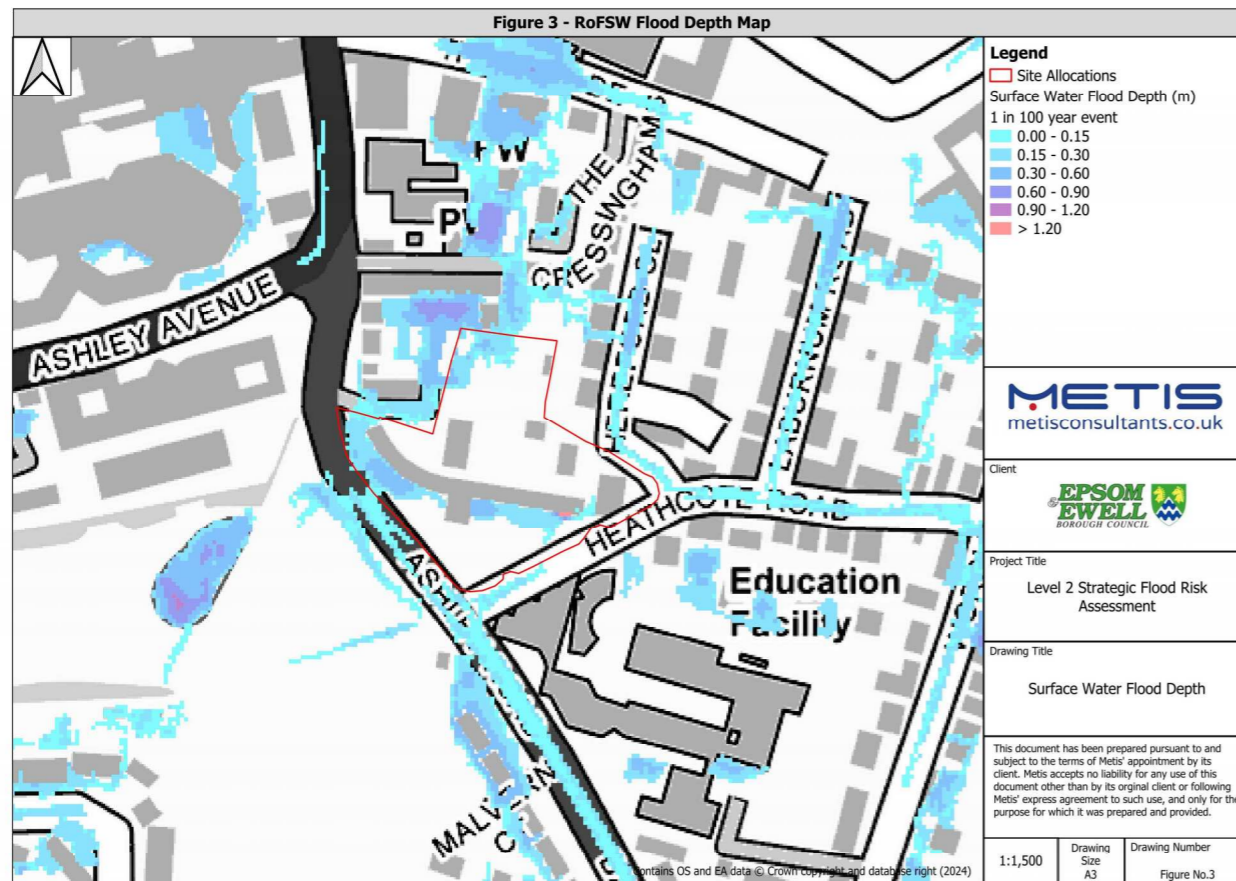 Figure 3 - RoFSW Flood Depth Map
Legend
Site Allocations
Surface Water Flood Depth (m)
1 in 100 year event
0.00 - 0.15
0.15 - 0.30
0.30 - 0.60
0.60 - 0.90
0.90 - 1.20
> 1.20
METIS
metisconsultants.co.uk
Client
EPSOM
& EWELL
BOROUGH COUNCIL
Project Title
Level 2 Strategic Flood Risk
Assessment
Drawing Title
Surface Water Flood Depth
This document has been prepared pursuant to and
subject to the terms of Metis' appointment by its
client. Metis accepts no liability for any use of this
document other than by its orginal client or following
Metis' express agreement to such use, and only for the
purpose for which it was prepared and provided.
1:1,500
Drawing
Size
A3
Drawing Number
Figure No.3
PW
THE
CRESSINGHAM
ASHLEY AVENUE
LABURNUM ROAD
HEATHCOTE ROAD
Education
Facility
MALVERN
Contains OS and EA data © Crown copyright and database right (2024)